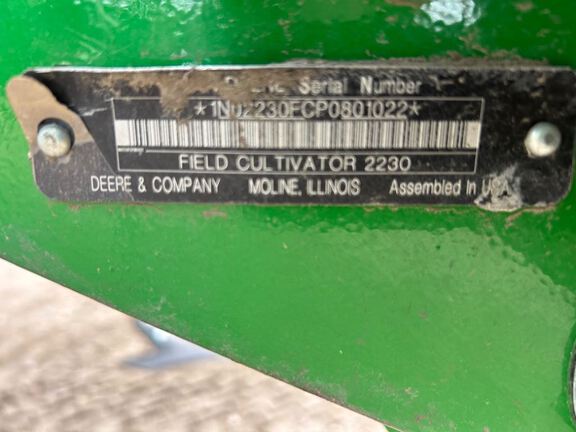 Serial Number
*1N02230FCP0801022*
FIELD CULTIVATOR 2230
DEERE & COMPANY MOLINE, ILLINOIS Assembled In USA